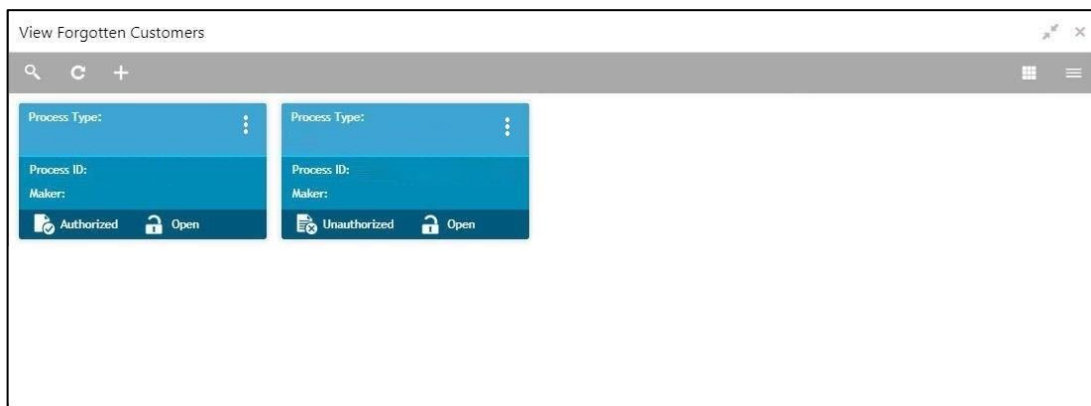 View Forgotten Customers
Process Type:
Process ID:
Maker:
Authorized Open
Process Type:
Process ID:
Maker:
Unauthorized Open